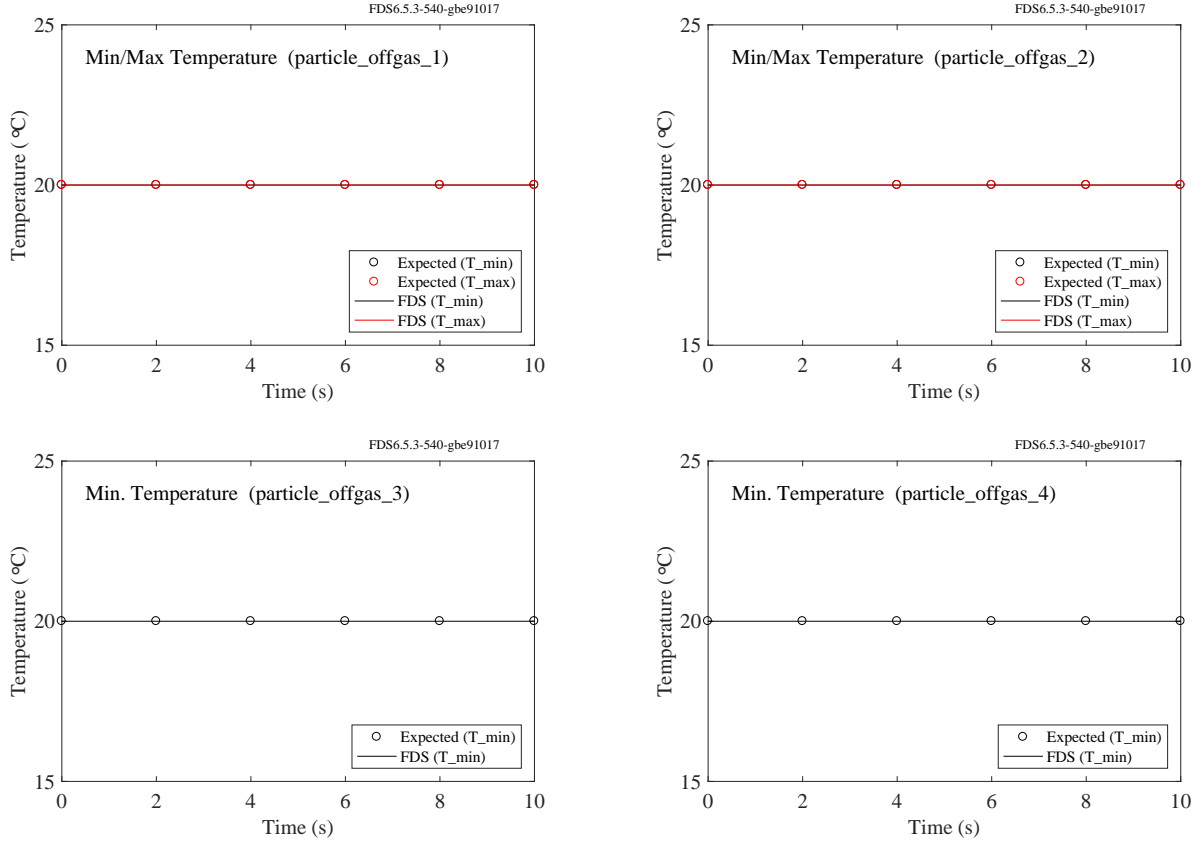 FDS6.5.3-540-gbe91017
Min/Max Temperature (particle_offgas_1)
Temperature (°C)
25
20
15
Expected (T_min)
Expected (T_max)
FDS (T_min)
FDS (T_max)
0 2 4 6 8 10
Time (s)
FDS6.5.3-540-gbe91017
Min/Max Temperature (particle_offgas_2)
Temperature (°C)
25
20
15
Expected (T_min)
Expected (T_max)
FDS (T_min)
FDS (T_max)
0 2 4 6 8 10
Time (s)
FDS6.5.3-540-gbe91017
Min. Temperature (particle_offgas_3)
Temperature (°C)
25
20
15
Expected (T_min)
FDS (T_min)
0 2 4 6 8 10
Time (s)
FDS6.5.3-540-gbe91017
Min. Temperature (particle_offgas_4)
Temperature (°C)
25
20
15
Expected (T_min)
FDS (T_min)
0 2 4 6 8 10
Time (s)